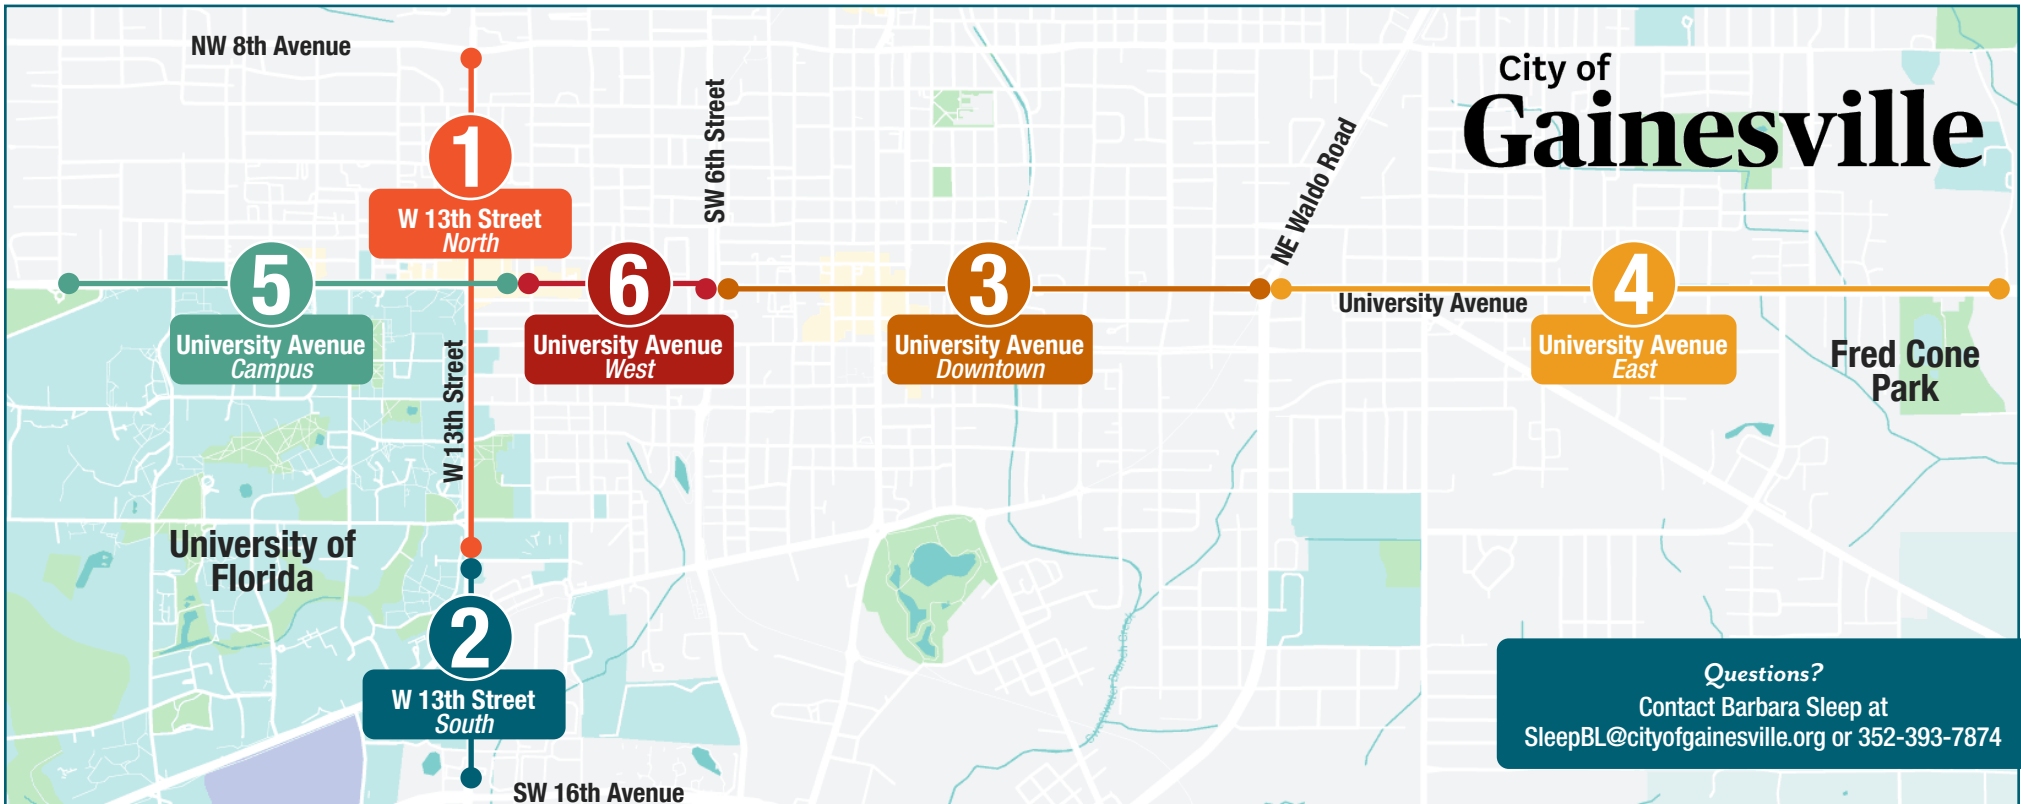 NW 8th Avenue
City of
Gainesville
1
W 13th Street
North
SW 6th Street
NE Waldo Road
5
University Avenue
Campus
6
University Avenue
West
3
University Avenue
Downtown
University Avenue
4
University Avenue
East
Fred Cone
Park
W 13th Street
University of
Florida
2
W 13th Street
South
SW 16th Avenue
Sweetwater Branch Creek
Questions?
Contact Barbara Sleep at
SleepBL@cityofgainesville.org or 352-393-7874